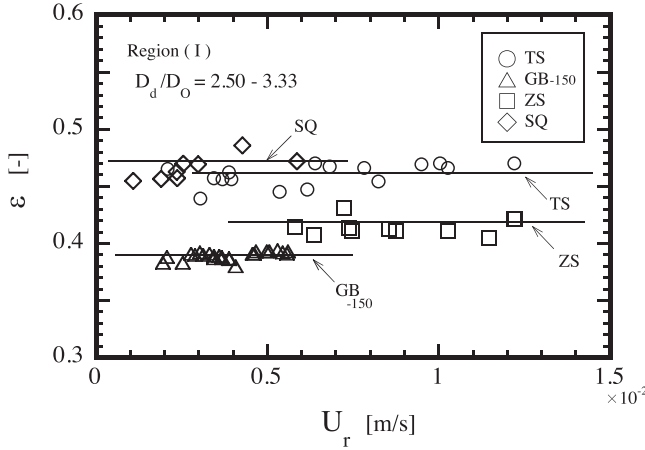 0.6
Region ( I )
D_d /D_O = 2.50 - 3.33
TS
GB-150
ZS
SQ
SQ
0.5
ε [-]
TS
0.4
ZS
GB
-150
0.3
0 0.5 1 1.5
×10⁻²
U_r [m/s]